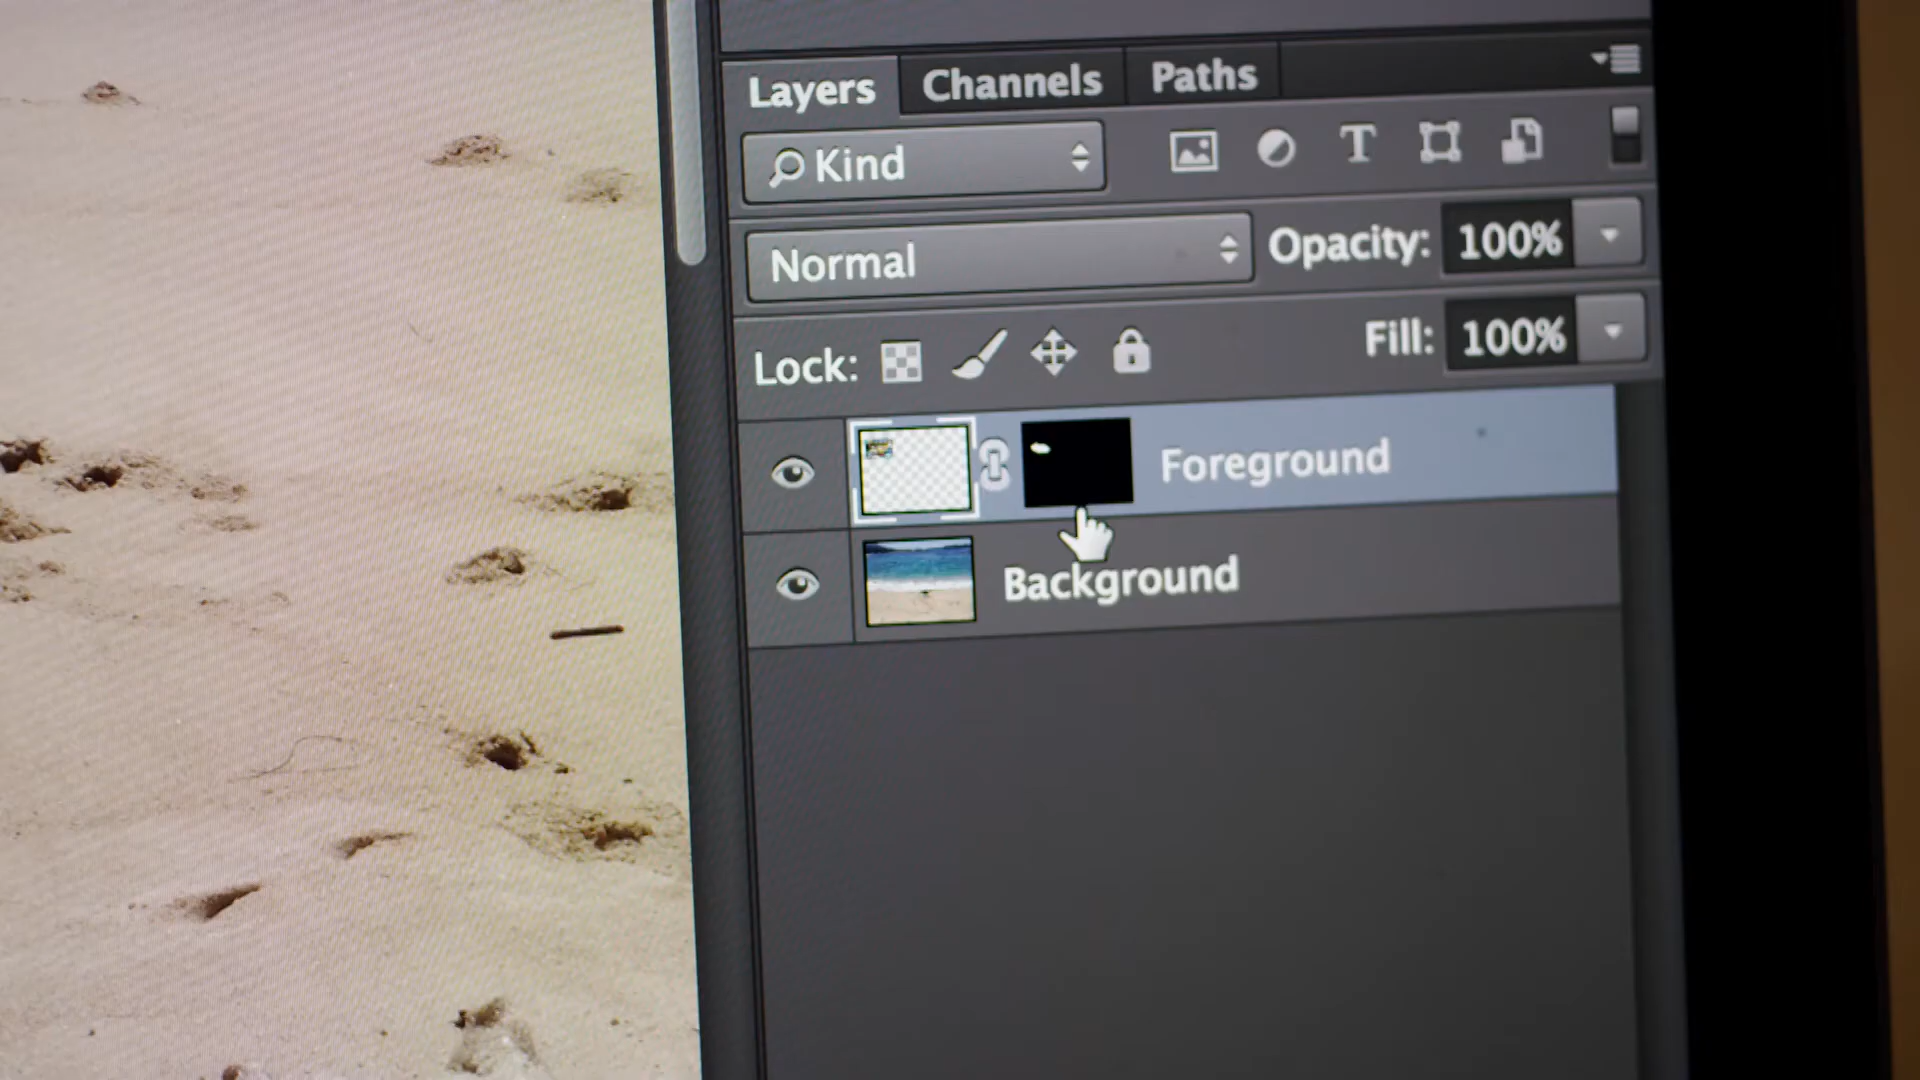 Layers Channels Paths
Kind
Normal Opacity: 100%
Lock: Fill: 100%
Foreground
Background